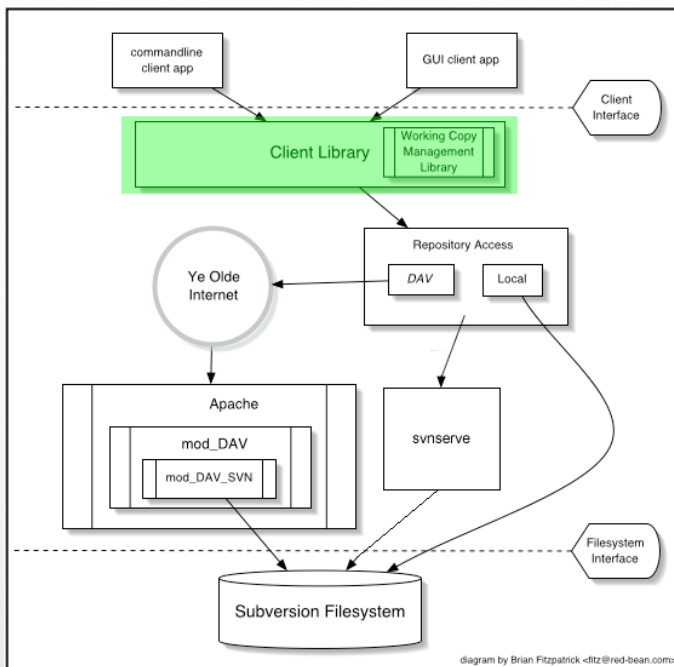 commandline
client app
GUI client app
Client
Interface
Client Library
Working Copy
Management
Library
Repository Access
DAV
Local
Ye Olde
Internet
Apache
mod_DAV
mod_DAV_SVN
svnserve
Filesystem
Interface
Subversion Filesystem
diagram by Brian Fitzpatrick <fitz@red-bean.com>